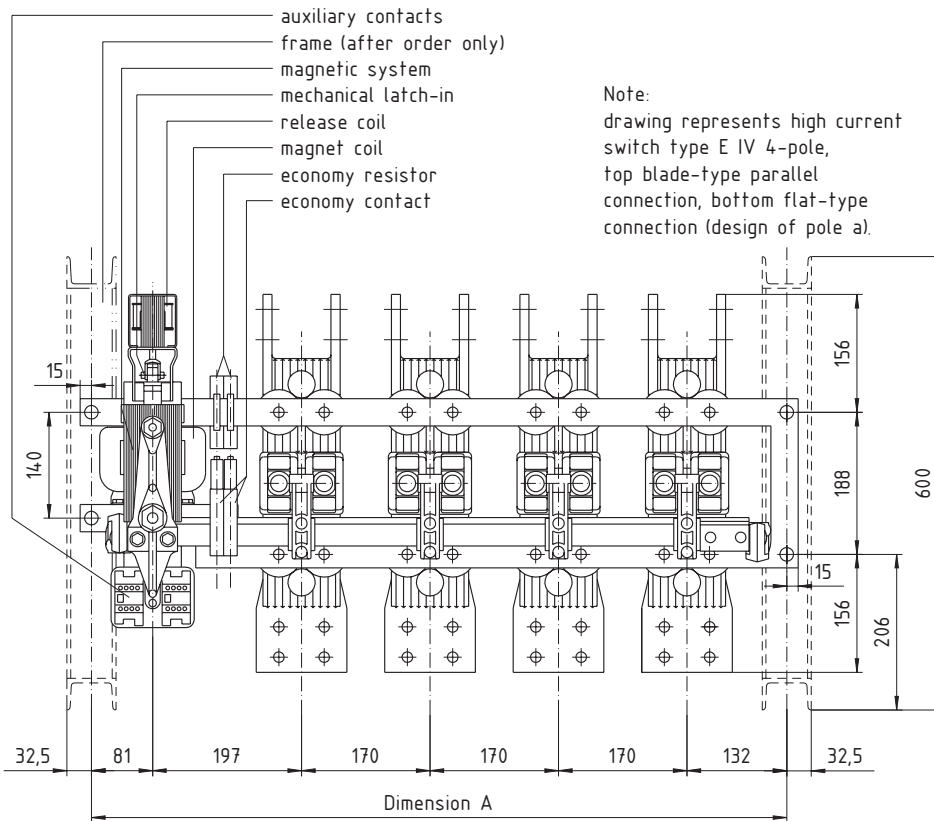 auxiliary contacts
frame (after order only)
magnetic system
mechanical latch-in
release coil
magnet coil
economy resistor
economy contact
Note:
drawing represents high current
switch type E IV 4-pole,
top blade-type parallel
connection, bottom flat-type
connection (design of pole a).
15
140
156
188
600
15
156
206
32,5
81
197
170
170
170
132
32,5
Dimension A